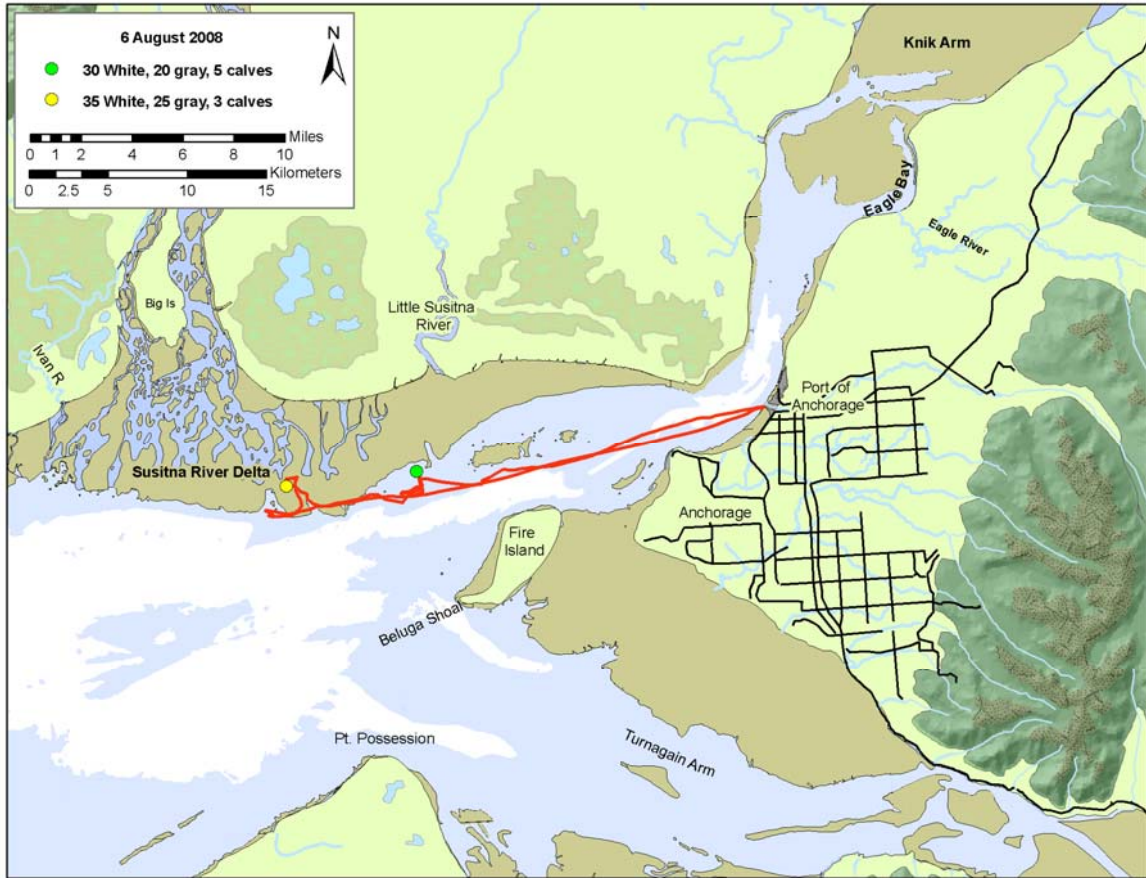 6 August 2008
N
30 White, 20 gray, 5 calves
35 White, 25 gray, 3 calves
Miles
0 1 2 4 6 8 10
Kilometers
0 2.5 5 10 15
Knik Arm
Eagle Bay
Eagle River
Big Is
Ivan R
Little Susitna
River
Port of
Anchorage
Susitna River Delta
Anchorage
Fire
Island
Beluga Shoal
Pt. Possession
Turnagain Arm